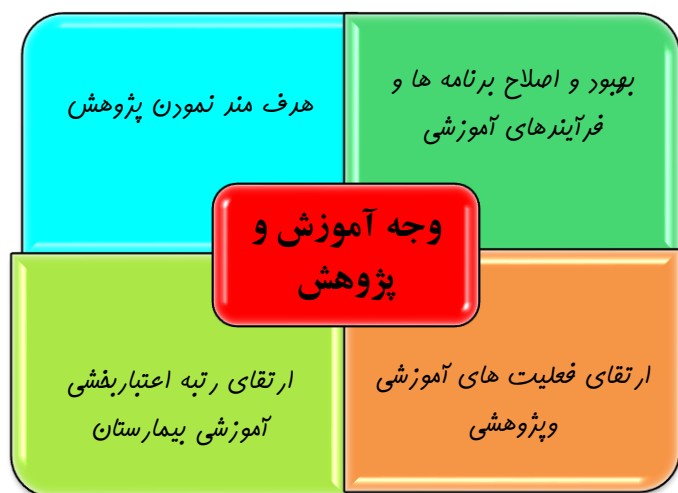 بهبود و اصلاح برنامه ها و
فرآیندهای آموزشی
هدف مند نمودن پژوهش
وجه آموزش و
پژوهش
ارتقای فعلیت های آموزشی
وپژوهشی
ارتقای رتبه اعتباربخشی
آموزشی بیمارستان